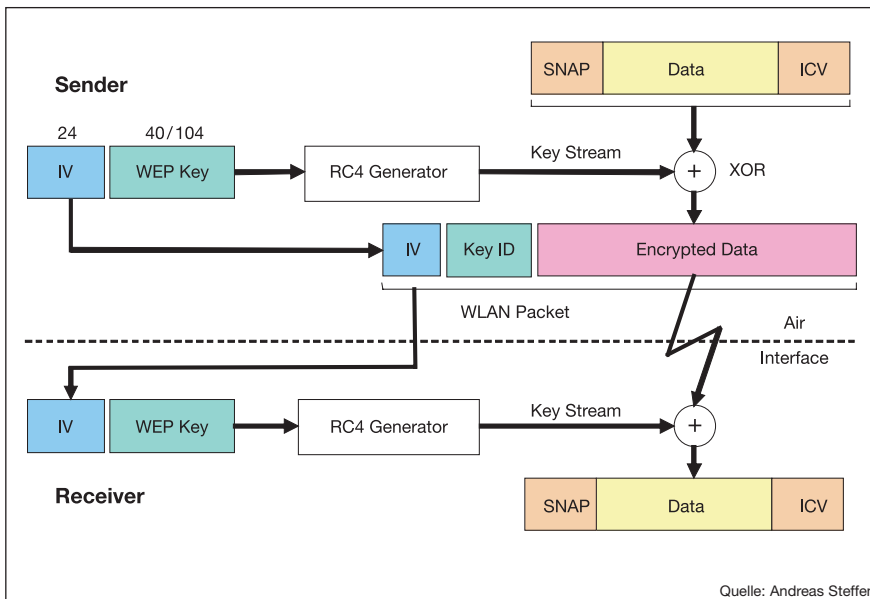 SNAP Data ICV
Sender
24 40/104
IV WEP Key RC4 Generator Key Stream + XOR
IV Key ID Encrypted Data
WLAN Packet
Air
Interface
IV WEP Key RC4 Generator Key Stream +
Receiver
SNAP Data ICV
Quelle: Andreas Steffer